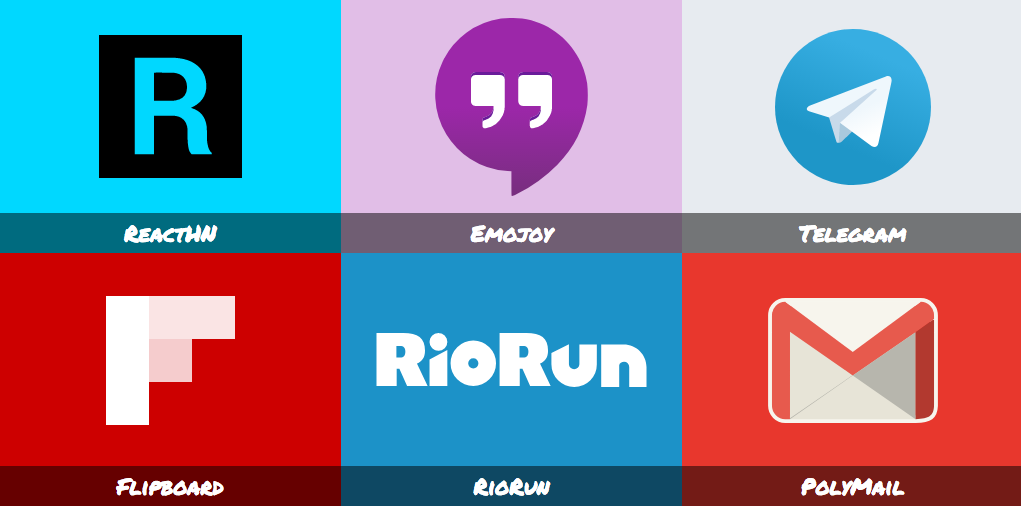 R
ReactHN
Emojoy
Telegram
F
Flipboard
RioRun
RioRun
PolyMail